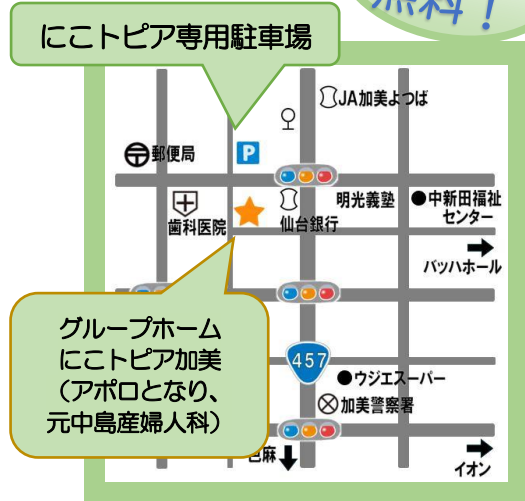 無料！
にこトピア専用駐車場
JA加美よつば
郵便局
P
歯科医院
仙台銀行
明光義塾
●中新田福祉
センター
バッハホール
グループホーム
にこトピア加美
（アポロとなり、
元中島産婦人科）
457
●ウジエスーパー
加美警察署
色麻
イオン